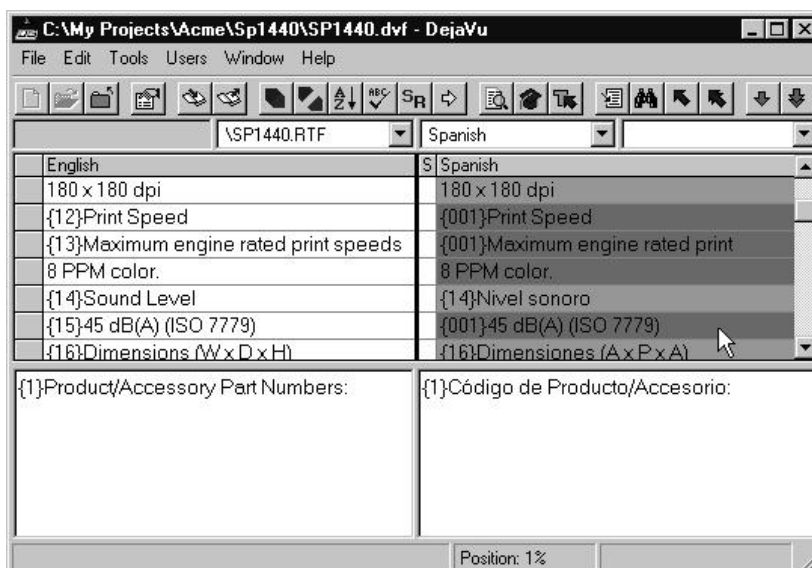 C:\My Projects\Acme\Sp1440\SP1440.dvf - DejaVu
File Edit Tools Users Window Help
A Z ABC SR
\SP1440.RTF Spanish
English S Spanish
180 x 180 dpi 180 x 180 dpi
{12}Print Speed {001}Print Speed
{13}Maximum engine rated print speeds {001}Maximum engine rated print
8 PPM color. 8 PPM color.
{14}Sound Level {14}Nivel sonoro
{15}45 dB(A) (ISO 7779) {001}45 dB(A) (ISO 7779)
{16}Dimensions (W x D x H) {16}Dimensiones (A x P x A)
{1}Product/Accessory Part Numbers: {1}Código de Producto/Accesorio:
Position: 1%